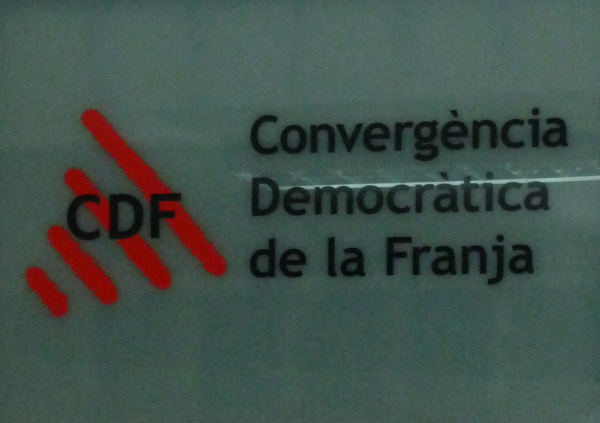 CDF
Convergència
Democràtica
de la Franja